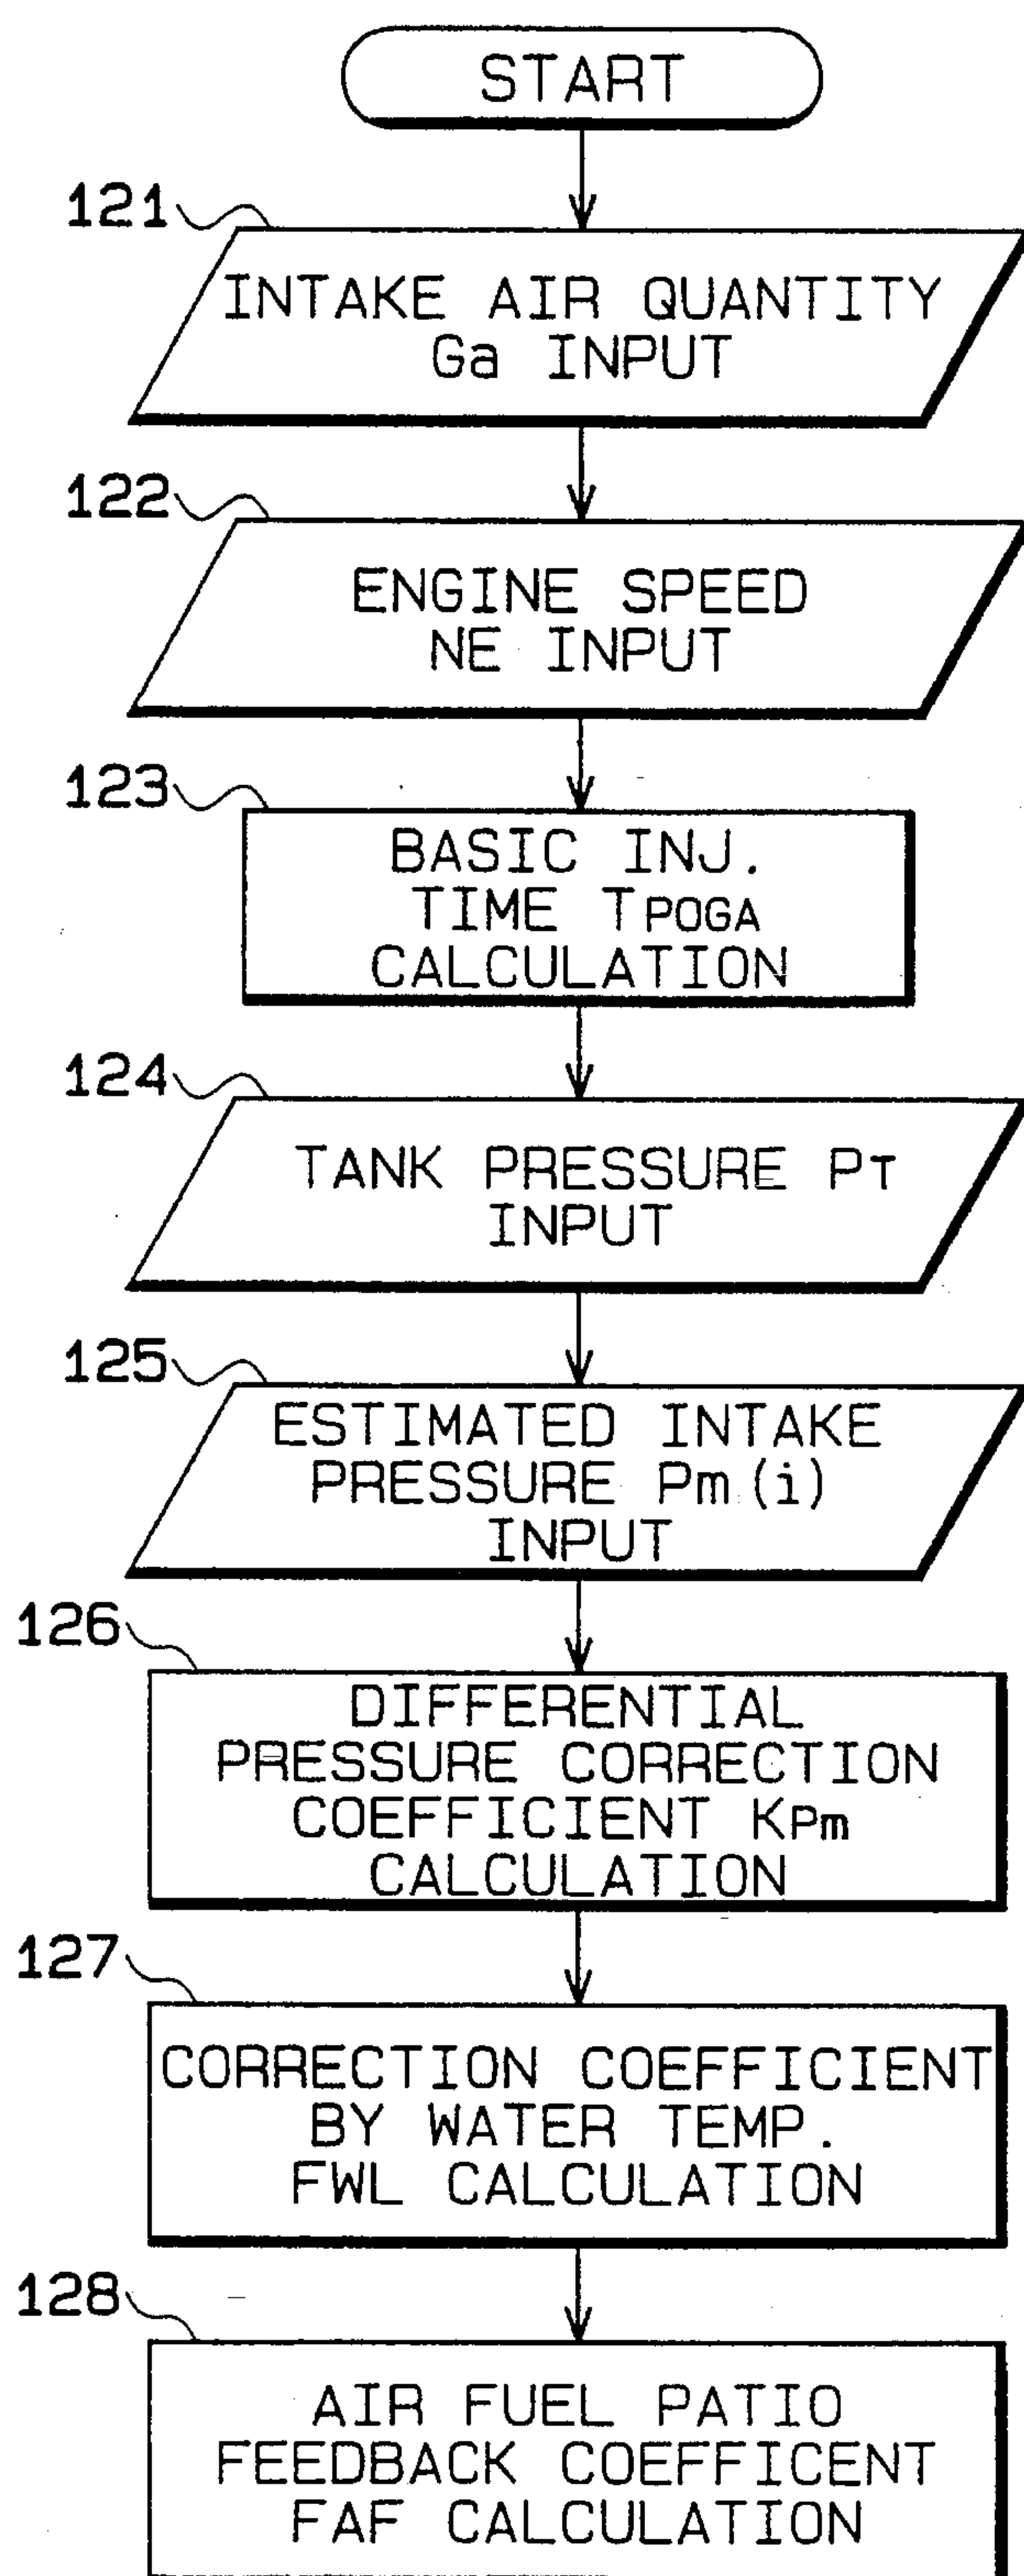 START
121
INTAKE AIR QUANTITY
Ga INPUT
122
ENGINE SPEED
NE INPUT
123
BASIC INJ.
TIME TPOGA
CALCULATION
124
TANK PRESSURE PT
INPUT
125
ESTIMATED INTAKE
PRESSURE Pm(i)
INPUT
126
DIFFERENTIAL
PRESSURE CORRECTION
COEFFICIENT KPm
CALCULATION
127
CORRECTION COEFFICIENT
BY WATER TEMP.
FWL CALCULATION
128
AIR FUEL PATIO
FEEDBACK COEFFICENT
FAF CALCULATION